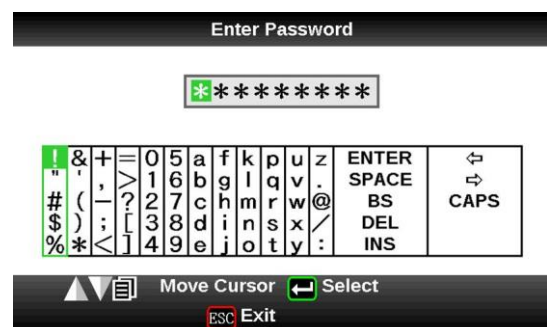 Enter Password
*********
! & + = 0 5 a f k p u z ENTER ⇦
" ' , > 1 6 b g l q v . SPACE ⇨
# ( – ? 2 7 c h m r w @ BS CAPS
$ ) ; [ 3 8 d i n s x / DEL
% * < ] 4 9 e j o t y : INS
Move Cursor Select
ESC Exit